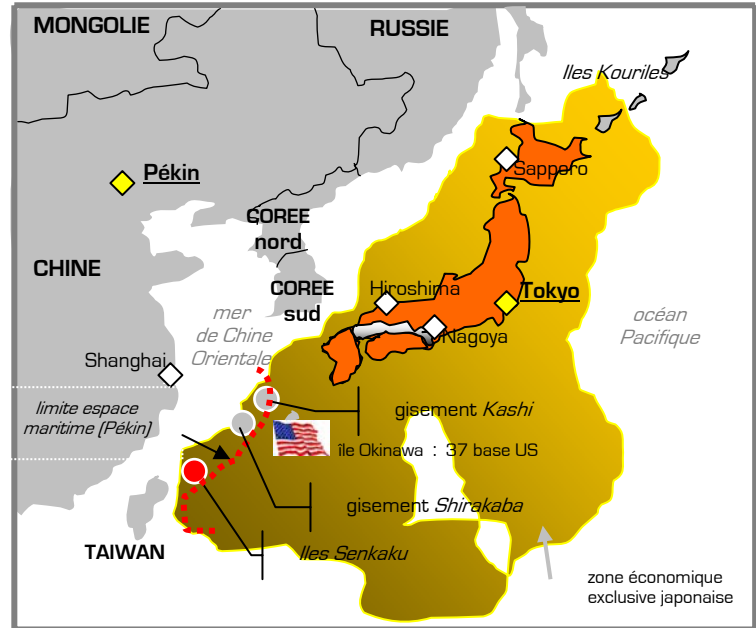 MONGOLIE
RUSSIE
Iles Kouriles
Pékin
Sapporo
COREE
nord
CHINE
COREE
sud
Hiroshima
Tokyo
mer
de Chine
Orientale
océan
Pacifique
Nagoya
Shanghai
limite espace
maritime (Pékin)
gisement Kashi
île Okinawa : 37 base US
gisement Shirakaba
TAIWAN
Iles Senkaku
zone économique
exclusive japonaise